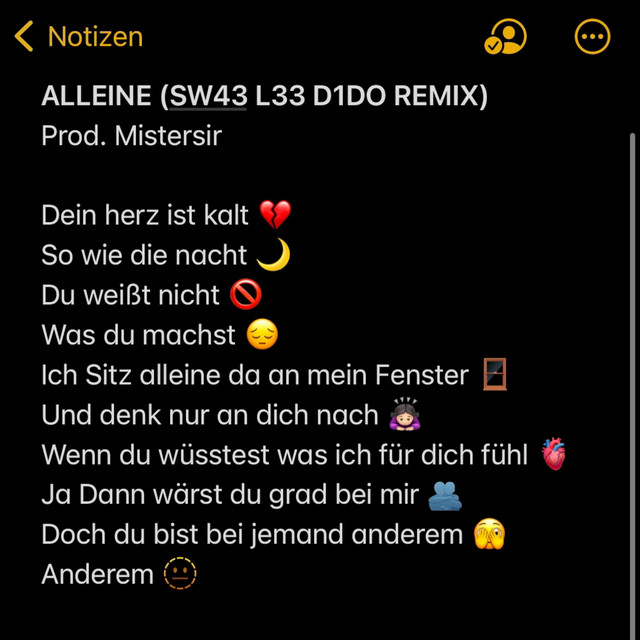 Notizen
ALLEINE (SW43 L33 D1DO REMIX)
Prod. Mistersir
Dein herz ist kalt 💔
So wie die nacht 🌙
Du weißt nicht 🚫
Was du machst 😔
Ich Sitz alleine da an mein Fenster 🪟
Und denk nur an dich nach 🙇🏻‍♀️
Wenn du wüsstest was ich für dich fühl 🫀
Ja Dann wärst du grad bei mir 🫂
Doch du bist bei jemand anderem 🫣
Anderem 🫥